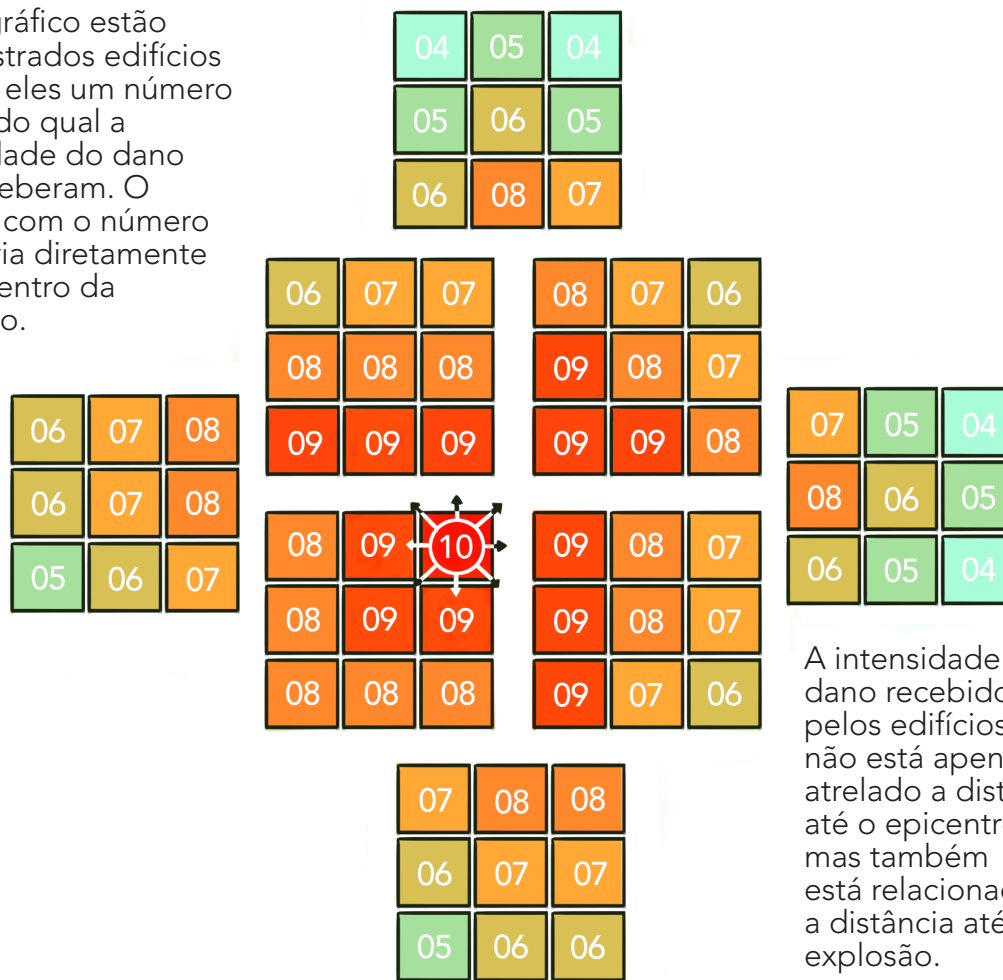 gráfico estão
strados edifícios
eles um número
do qual a
dade do dano
eberam. O
com o número
ria diretamente
entro da
o.
04 05 04
05 06 05
06 08 07
06 07 07
08 08 08
09 09 09
08 07 06
09 08 07
09 09 08
06 07 08
06 07 08
05 06 07
07 05 04
08 06 05
06 05 04
08 09 10
08 09 09
08 08 08
09 08 07
09 08 07
09 07 06
07 08 08
06 07 07
05 06 06
A intensidade
dano recebido
pelos edifícios
não está apen
atrelado a dist
até o epicentr
mas também
está relaciona
a distância até
explosão.